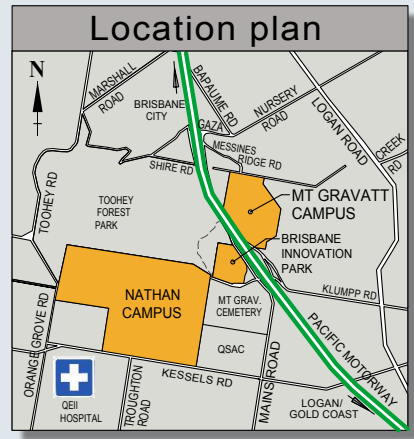 Location plan
N
MARSHALL
ROAD
BRISBANE
CITY
BAPAUME RD
GAZA
NURSERY
ROAD
LOGAN ROAD
CREEK
RD
MESSINES
RIDGE RD
SHIRE RD
TOOHEY RD
TOOHEY
FOREST
PARK
MT GRAVATT
CAMPUS
BRISBANE
INNOVATION
PARK
NATHAN
CAMPUS
MT GRAV.
CEMETERY
KLUMPP RD
QSAC
ORANGE GROVE RD
KESSELS RD
MAINS ROAD
PACIFIC MOTORWAY
QEII
HOSPITAL
TROUGHTON
ROAD
LOGAN/
GOLD COAST